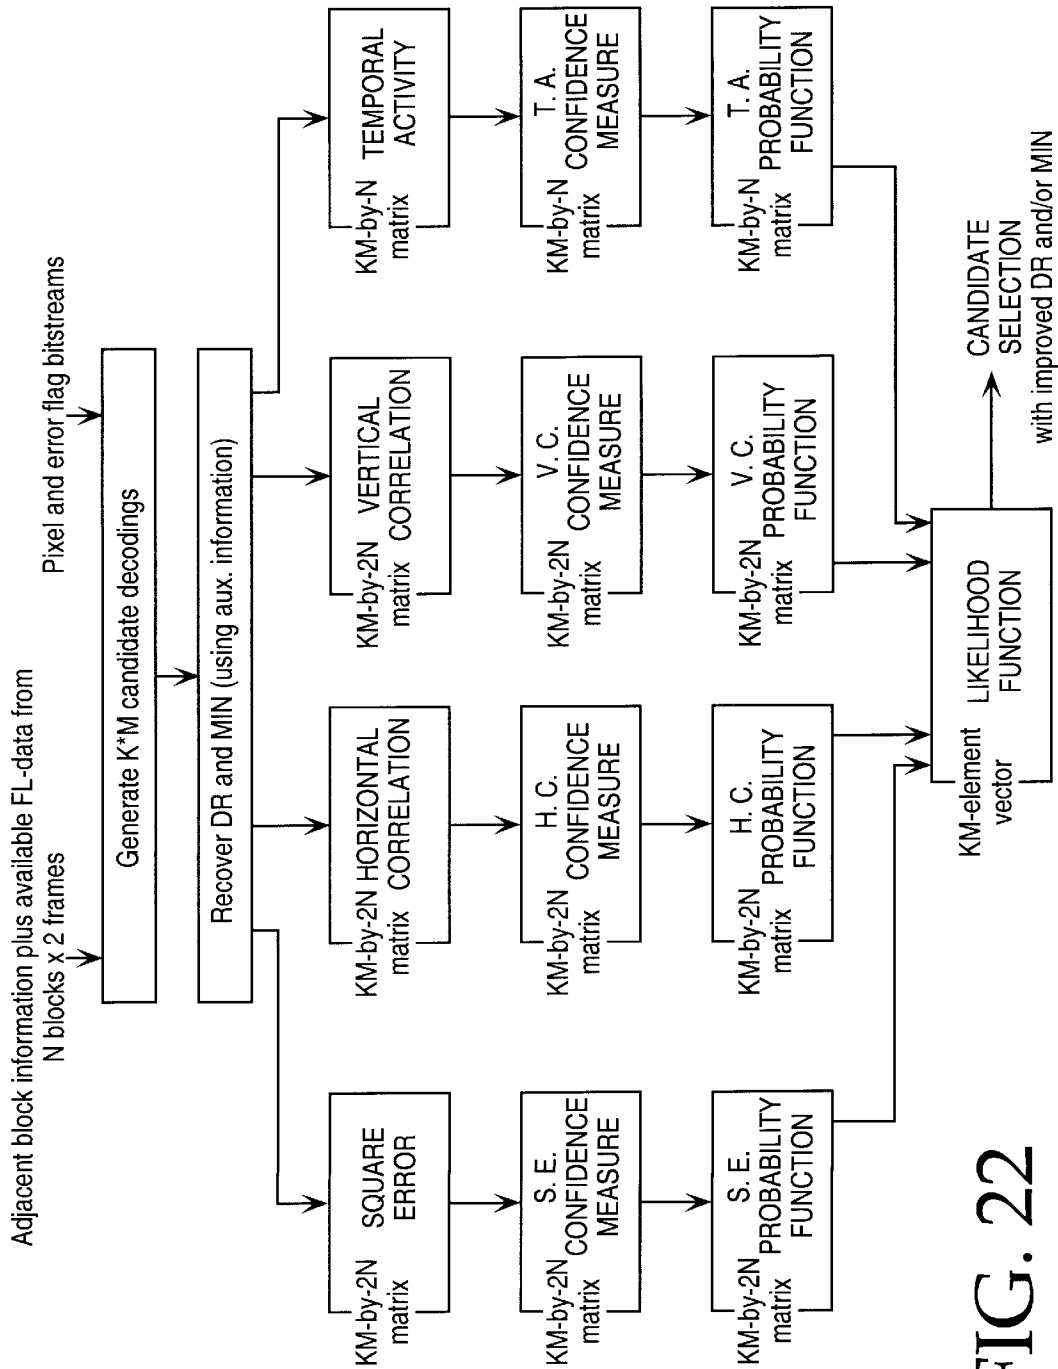 Adjacent block information plus available FL-data from
N blocks x 2 frames
Pixel and error flag bitstreams
Generate K*M candidate decodings
Recover DR and MIN (using aux. information)
KM-by-2N
matrix
SQUARE
ERROR
KM-by-2N
matrix
HORIZONTAL
CORRELATION
KM-by-2N
matrix
VERTICAL
CORRELATION
KM-by-N
matrix
TEMPORAL
ACTIVITY
KM-by-2N
matrix
S. E.
CONFIDENCE
MEASURE
KM-by-2N
matrix
H. C.
CONFIDENCE
MEASURE
KM-by-2N
matrix
V. C.
CONFIDENCE
MEASURE
KM-by-N
matrix
T. A.
CONFIDENCE
MEASURE
KM-by-2N
matrix
S. E.
PROBABILITY
FUNCTION
KM-by-2N
matrix
H. C.
PROBABILITY
FUNCTION
KM-by-2N
matrix
V. C.
PROBABILITY
FUNCTION
KM-by-N
matrix
T. A.
PROBABILITY
FUNCTION
KM-element
vector
LIKELIHOOD
FUNCTION
CANDIDATE
SELECTION
with improved DR and/or MIN
FIG. 22